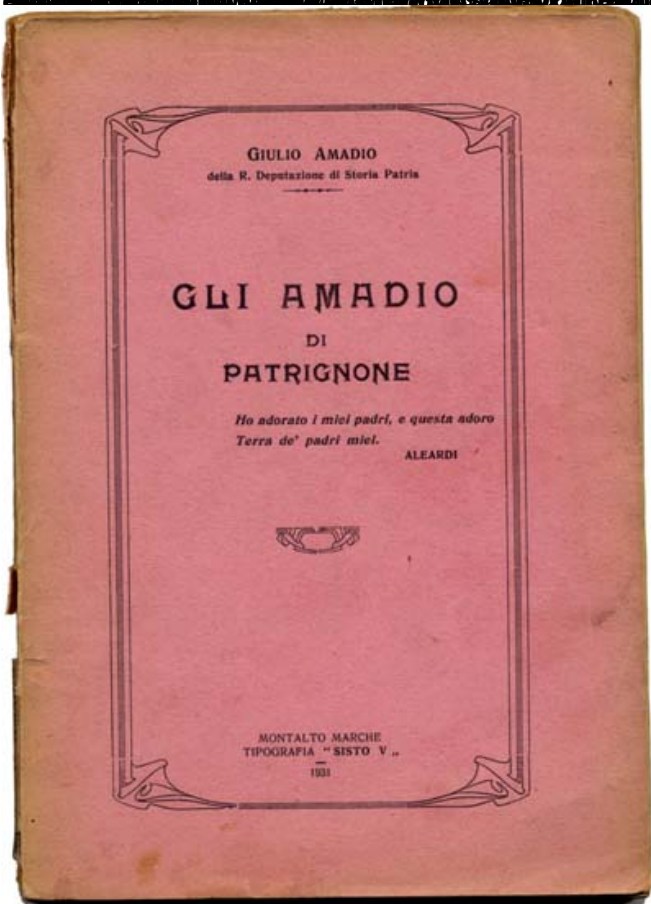 GIULIO AMADIO
della R. Deputazione di Storia Patria
GLI AMADIO
DI
PATRIGNONE
Ho adorato i miei padri, e questa adoro
Terra de' padri miei.
ALEARDI
MONTALTO MARCHE
TIPOGRAFIA " SISTO V „
1931